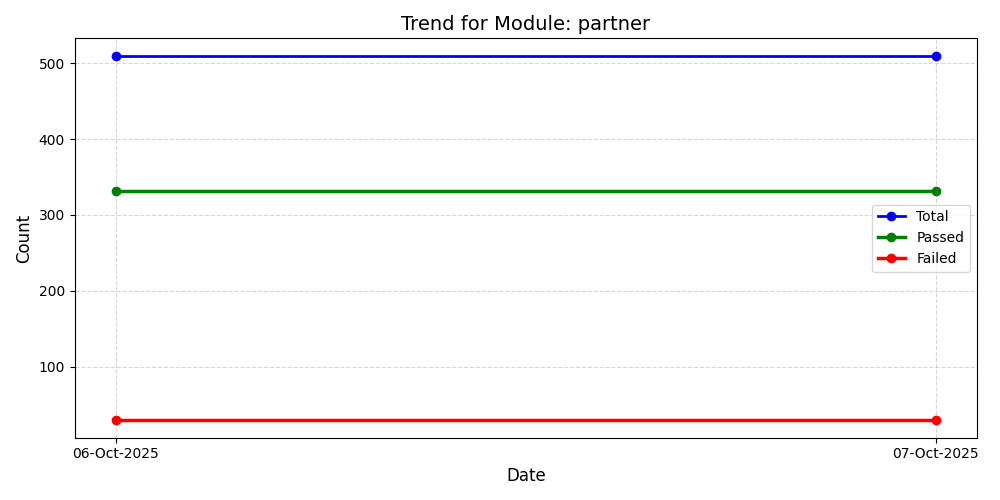 Trend for Module: partner
500
400
300
200
100
Count
Total
Passed
Failed
06-Oct-2025
07-Oct-2025
Date